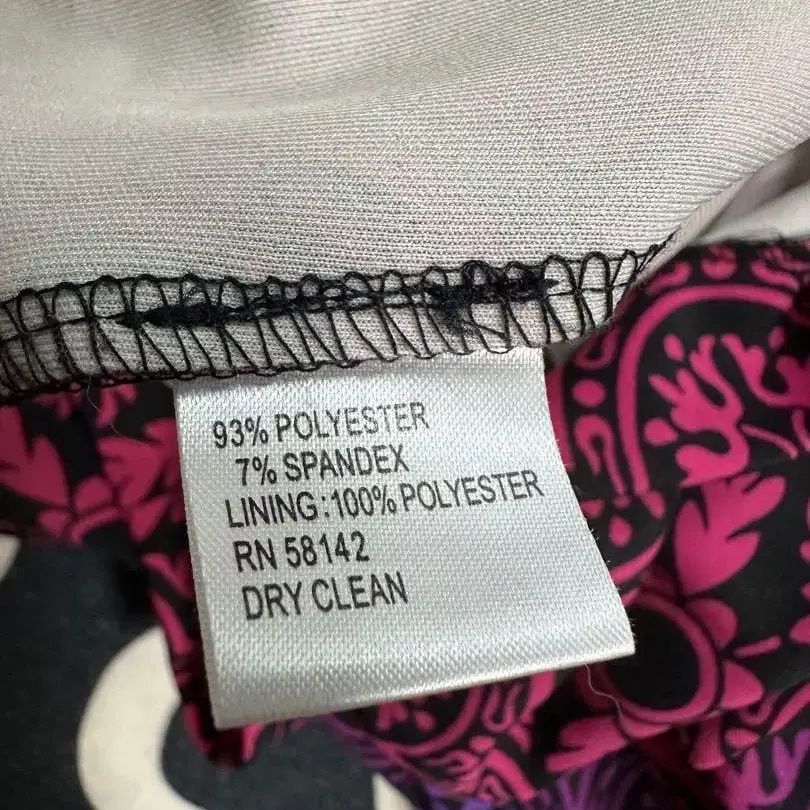 93% POLYESTER
7% SPANDEX
LINING:100% POLYESTER
RN 58142
DRY CLEAN